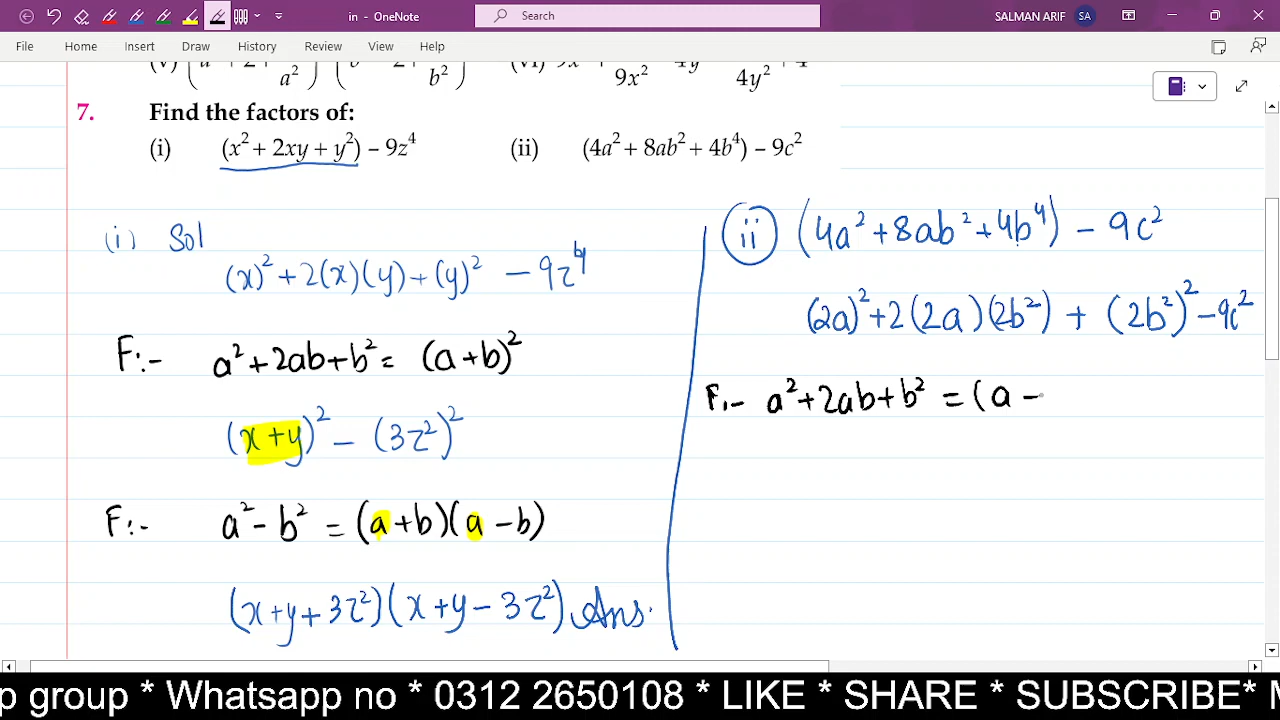 in - OneNote
Search
SALMAN ARIF SA
File Home Insert Draw History Review View Help
7. Find the factors of:
(i) (x² + 2xy + y²) – 9z⁴ (ii) (4a² + 8ab² + 4b⁴) – 9c²
(i) Sol
(x)² + 2(x)(y) + (y)² – 9z⁴
F:- a² + 2ab + b² = (a+b)²
(x+y)² – (3z²)²
F:- a² – b² = (a+b)(a–b)
(x+y+3z²)(x+y–3z²) Ans.
ii (4a² + 8ab² + 4b⁴) – 9c²
(2a)² + 2(2a)(2b²) + (2b²)² – 9c²
F:- a² + 2ab + b² = (a –
p group * Whatsapp no * 0312 2650108 * LIKE * SHARE * SUBSCRIBE* M